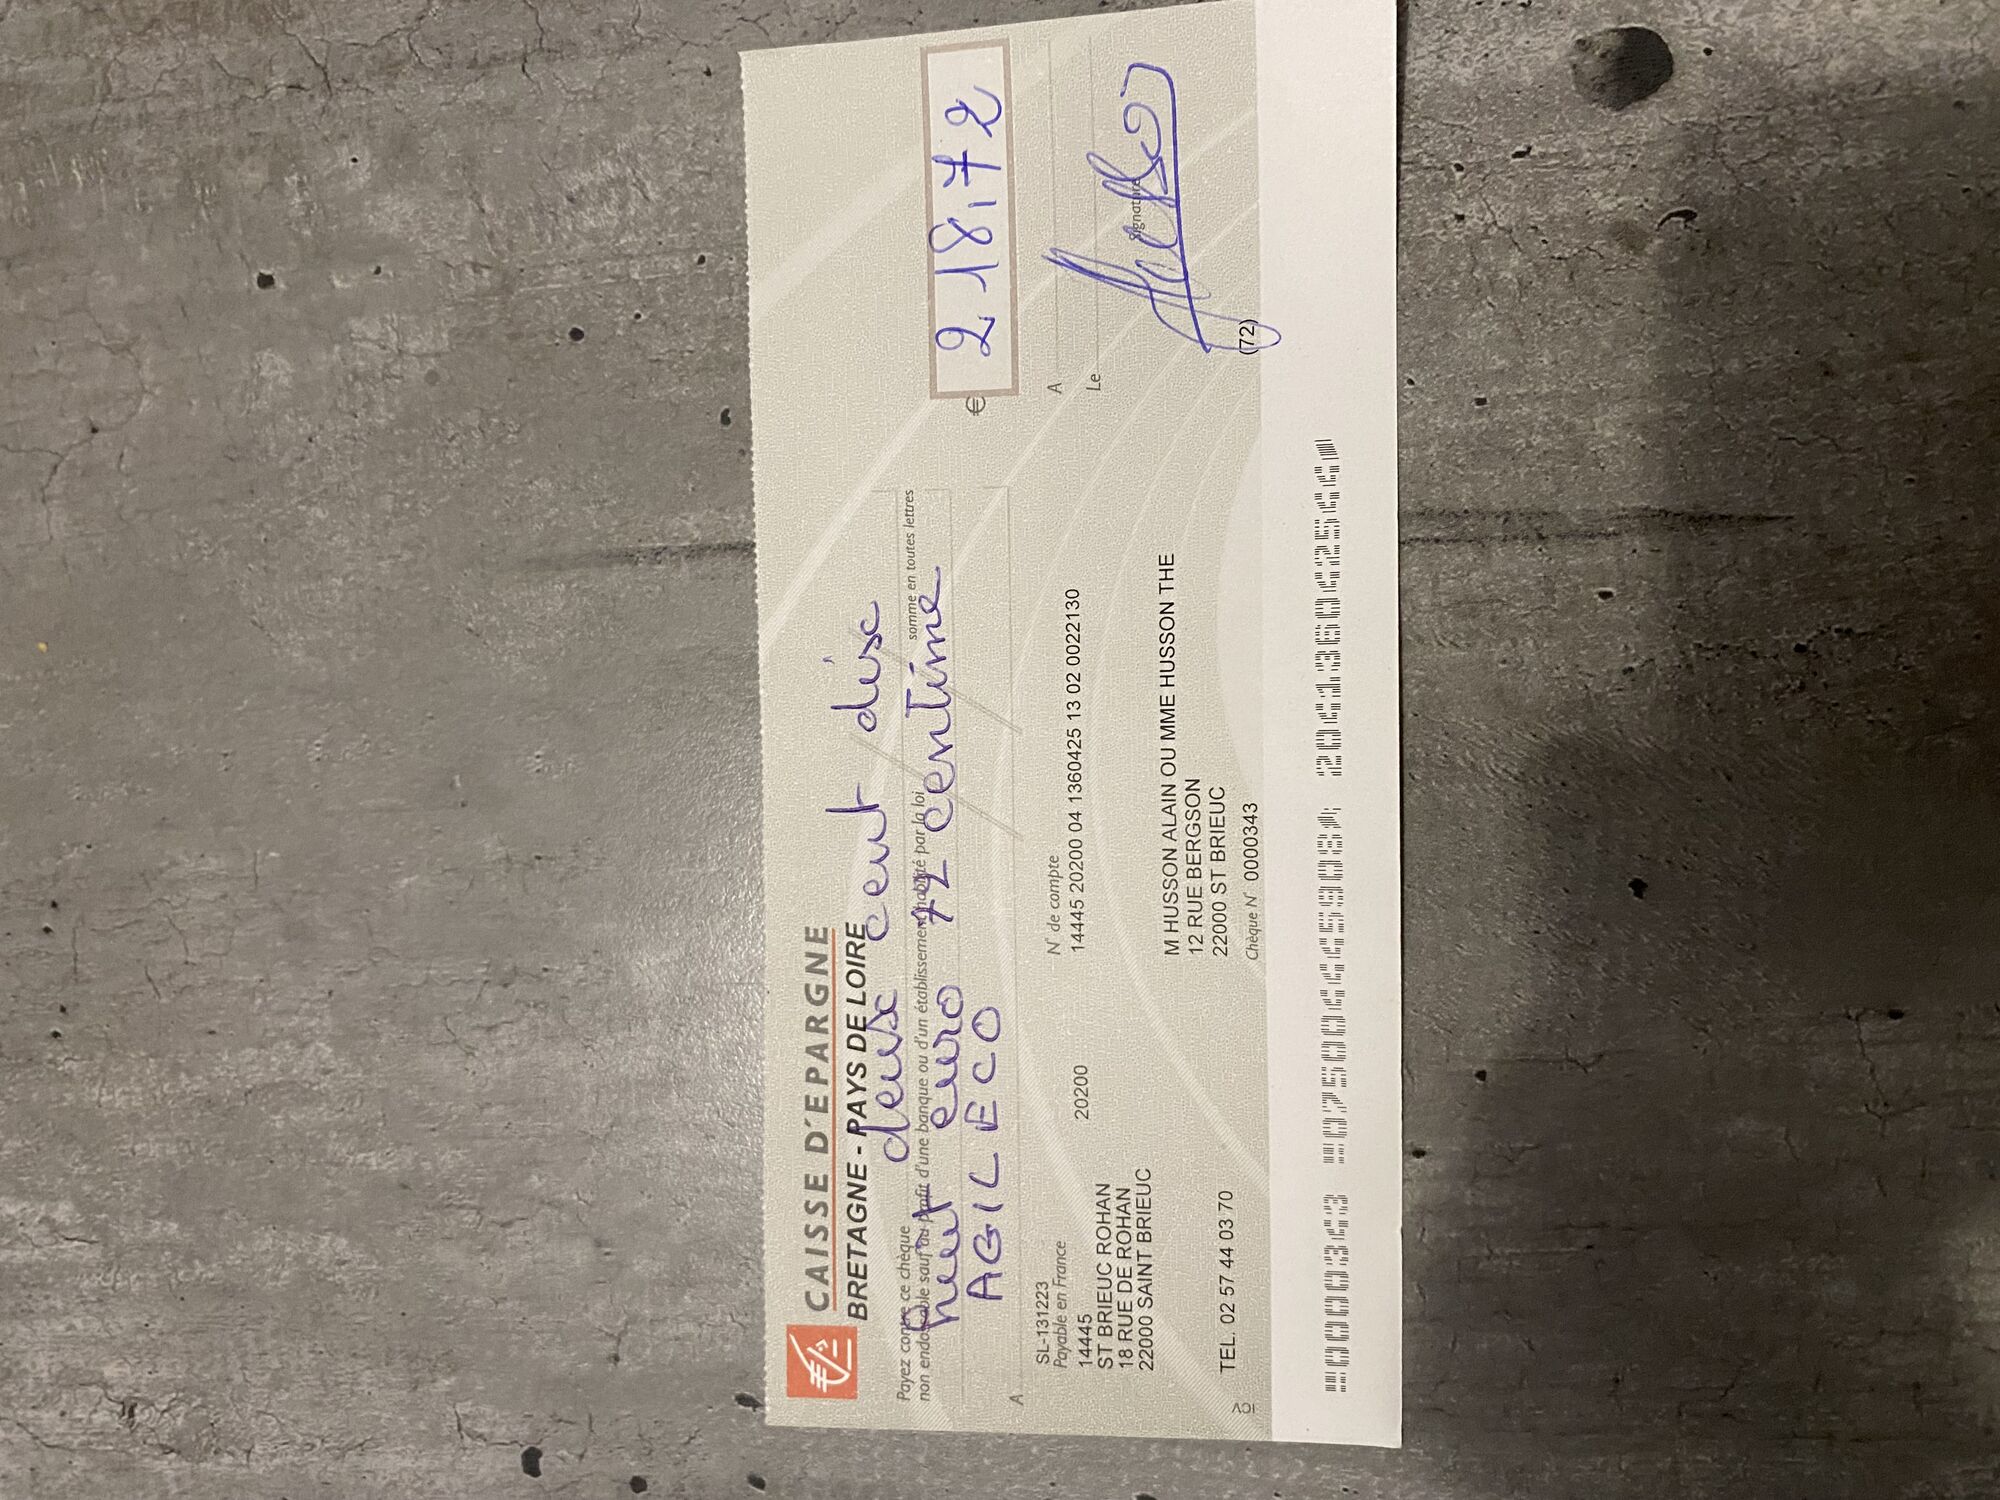 CAISSE D'EPARGNE
BRETAGNE - PAYS DE LOIRE
Payez contre ce chèque deux cent dix
non endossable sauf au profit d'une banque ou d'un établissement habilité par la loi
somme en toutes lettres
neuf euro 72 centime
€ 218,72
A AGILECO
A
Le
SL-131223
Payable en France
14445 20200
ST BRIEUC ROHAN
18 RUE DE ROHAN
22000 SAINT BRIEUC
TEL. 02 57 44 03 70
N° de compte
14445 20200 04 1360425 13 02 0022130
M HUSSON ALAIN OU MME HUSSON THE
12 RUE BERGSON
22000 ST BRIEUC
Chèque N° 0000343
Signature
(72)